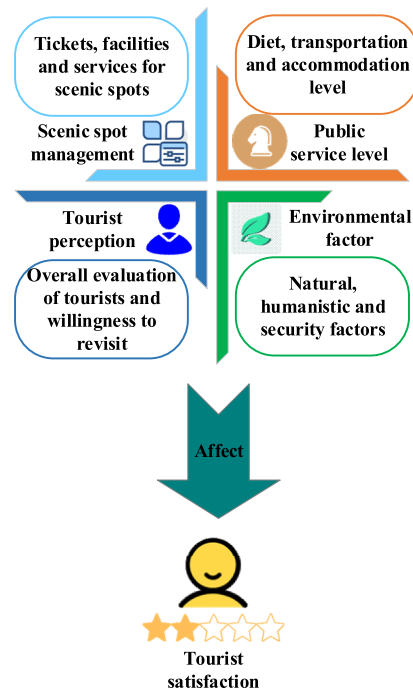 Tickets, facilities
and services for
scenic spots
Scenic spot
management
Diet, transportation
and accommodation
level
Public
service level
Tourist
perception
Overall evaluation
of tourists and
willingness to
revisit
Environmental
factor
Natural,
humanistic and
security factors
Affect
Tourist
satisfaction